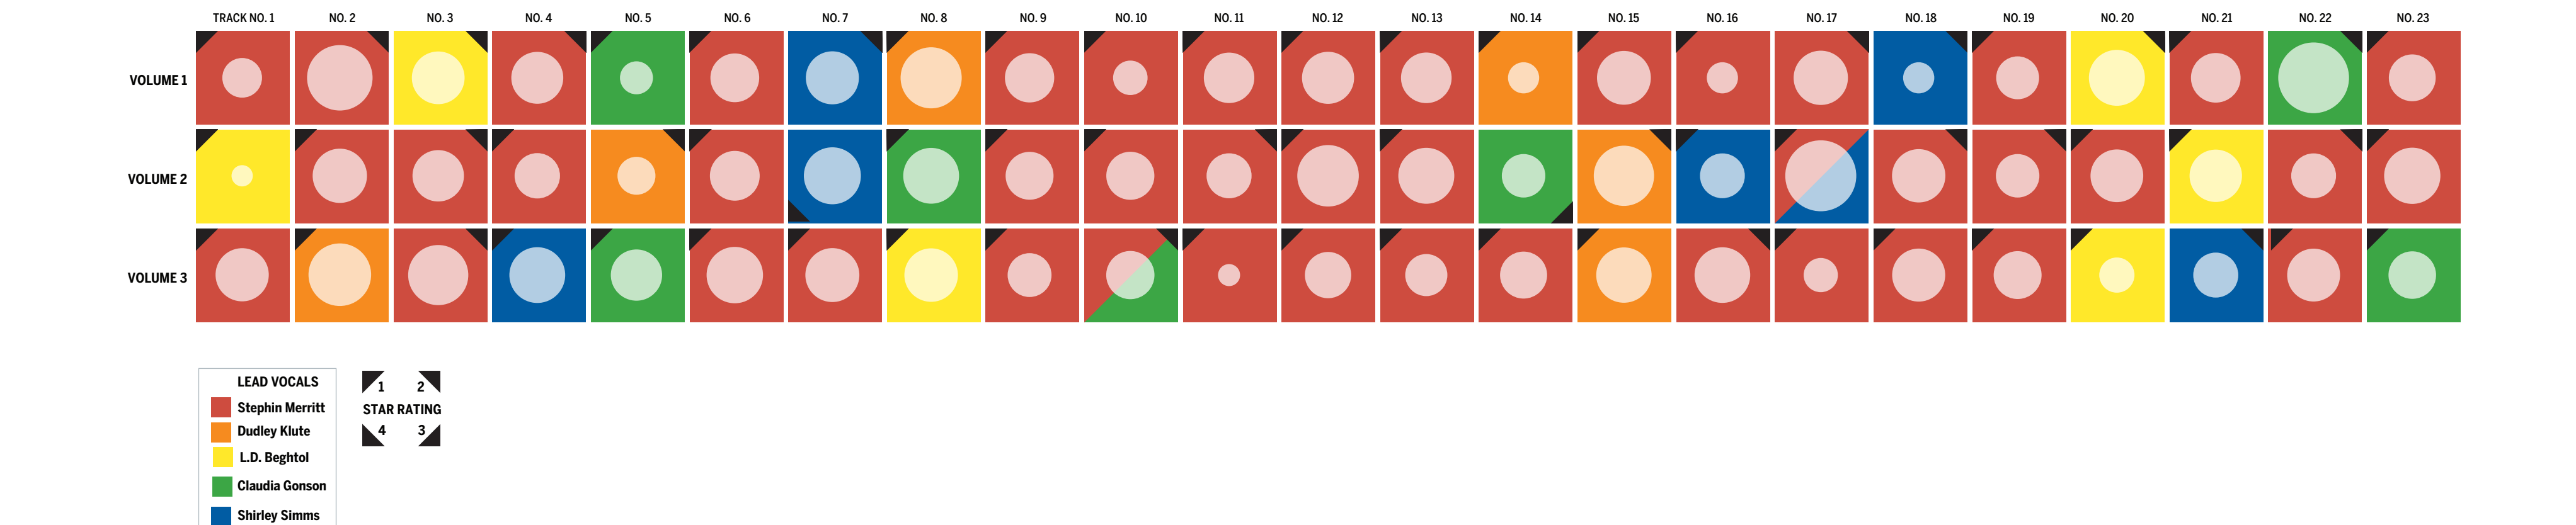 TRACK NO. 1 NO. 2 NO. 3 NO. 4 NO. 5 NO. 6 NO. 7 NO. 8 NO. 9 NO. 10 NO. 11 NO. 12 NO. 13 NO. 14 NO. 15 NO. 16 NO. 17 NO. 18 NO. 19 NO. 20 NO. 21 NO. 22 NO. 23
VOLUME 1
VOLUME 2
VOLUME 3
LEAD VOCALS
Stephin Merritt
Dudley Klute
L.D. Beghtol
Claudia Gonson
Shirley Simms
1 2
STAR RATING
4 3